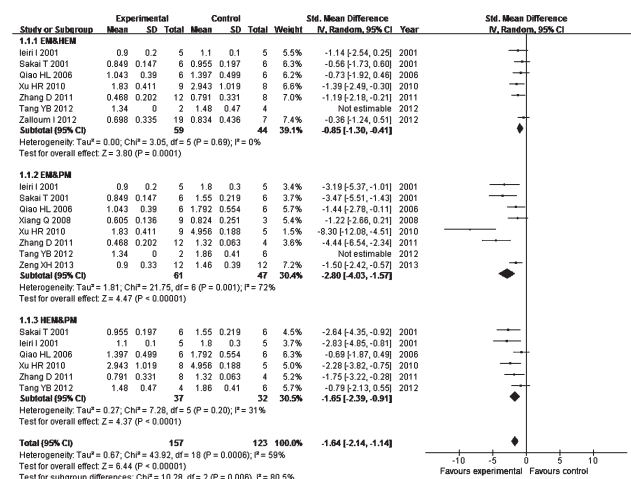 Experimental Control Std. Mean Difference Std. Mean Difference
Study or Subgroup Mean SD Total Mean SD Total Weight IV, Random, 95% CI Year IV, Random, 95% CI
1.1.1 EM&HEM
Ieiri I 2001 0.9 0.2 5 1.1 0.1 5 5.5% -1.14 [-2.54, 0.25] 2001
Sakai T 2001 0.849 0.147 6 0.955 0.197 6 6.5% -0.56 [-1.73, 0.60] 2001
Qiao HL 2006 1.043 0.39 6 1.397 0.499 6 6.4% -0.73 [-1.92, 0.46] 2006
Xu HR 2010 1.83 0.411 9 2.943 1.019 8 6.6% -1.39 [-2.49, -0.30] 2010
Zhang D 2011 0.468 0.202 12 0.791 0.331 8 6.9% -1.19 [-2.18, -0.21] 2011
Tang YB 2012 1.34 0 2 1.48 0.47 4 Not estimable 2012
Zalloum I 2012 0.698 0.335 19 0.834 0.436 7 7.3% -0.36 [-1.24, 0.51] 2012
Subtotal (95% CI) 59 44 39.1% -0.85 [-1.30, -0.41]
Heterogeneity: Tau² = 0.00; Chi² = 3.05, df = 5 (P = 0.69); I² = 0%
Test for overall effect: Z = 3.80 (P = 0.0001)
1.1.2 EM&PM
Ieiri I 2001 0.9 0.2 5 1.8 0.3 5 3.4% -3.19 [-5.37, -1.01] 2001
Sakai T 2001 0.849 0.147 6 1.55 0.219 6 3.6% -3.47 [-5.51, -1.43] 2001
Qiao HL 2006 1.043 0.39 6 1.792 0.554 6 5.7% -1.44 [-2.78, -0.11] 2006
Xiang Q 2008 0.605 0.136 9 0.824 0.251 3 5.4% -1.22 [-2.66, 0.21] 2008
Xu HR 2010 1.83 0.411 9 4.956 0.188 5 1.5% -8.30 [-12.08, -4.51] 2010
Zhang D 2011 0.468 0.202 12 1.32 0.063 4 3.5% -4.44 [-6.54, -2.34] 2011
Tang YB 2012 1.34 0 2 1.86 0.41 6 Not estimable 2012
Zeng XH 2013 0.9 0.33 12 1.46 0.39 12 7.2% -1.50 [-2.42, -0.57] 2013
Subtotal (95% CI) 61 47 30.4% -2.80 [-4.03, -1.57]
Heterogeneity: Tau² = 1.81; Chi² = 21.75, df = 6 (P = 0.001); I² = 72%
Test for overall effect: Z = 4.47 (P < 0.00001)
1.1.3 HEM&PM
Sakai T 2001 0.955 0.197 6 1.55 0.219 6 4.5% -2.64 [-4.35, -0.92] 2001
Ieiri I 2001 1.1 0.1 5 1.8 0.3 5 3.8% -2.83 [-4.85, -0.81] 2001
Qiao HL 2006 1.397 0.499 6 1.792 0.554 6 6.4% -0.69 [-1.87, 0.49] 2006
Xu HR 2010 2.943 1.019 8 4.956 0.188 5 5.0% -2.28 [-3.82, -0.75] 2010
Zhang D 2011 0.791 0.331 8 1.32 0.063 4 5.2% -1.75 [-3.22, -0.28] 2011
Tang YB 2012 1.48 0.47 4 1.86 0.41 6 5.7% -0.79 [-2.13, 0.55] 2012
Subtotal (95% CI) 37 32 30.5% -1.65 [-2.39, -0.91]
Heterogeneity: Tau² = 0.27; Chi² = 7.28, df = 5 (P = 0.20); I² = 31%
Test for overall effect: Z = 4.37 (P < 0.0001)
Total (95% CI) 157 123 100.0% -1.64 [-2.14, -1.14]
Heterogeneity: Tau² = 0.67; Chi² = 43.92, df = 18 (P = 0.0006); I² = 59%
Test for overall effect: Z = 6.44 (P < 0.00001)
Test for subgroup differences: Chi² = 10.28, df = 2 (P = 0.006), I² = 80.5%
-10 -5 0 5 10
Favours experimental Favours control